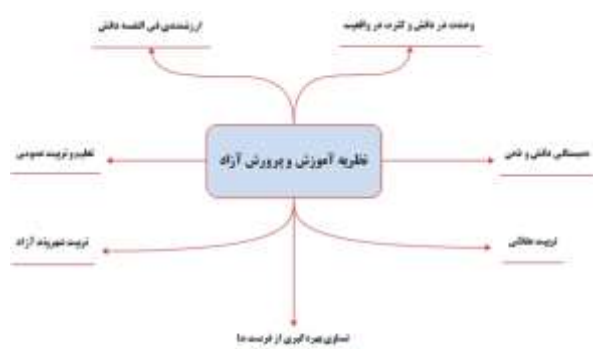 وحدت در دانش و کثرت در واقعیت
ارزشمندی فی النفسه دانش
نظریه آموزش و پرورش آزاد
همبستگی دانش و ذهن
تعلیم و تربیت عمومی
تربیت عقلانی
تربیت شهروند آزاد
تساوی بهره گیری از فرصت ها